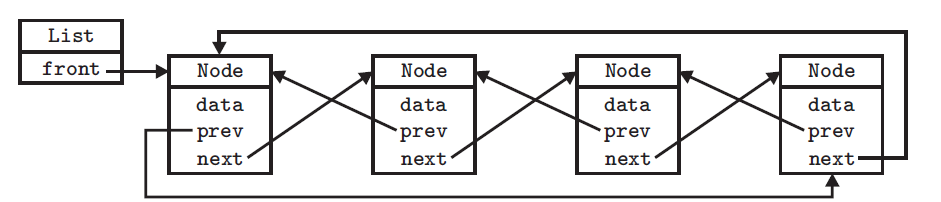 List
front
Node
data
prev
next
Node
data
prev
next
Node
data
prev
next
Node
data
prev
next